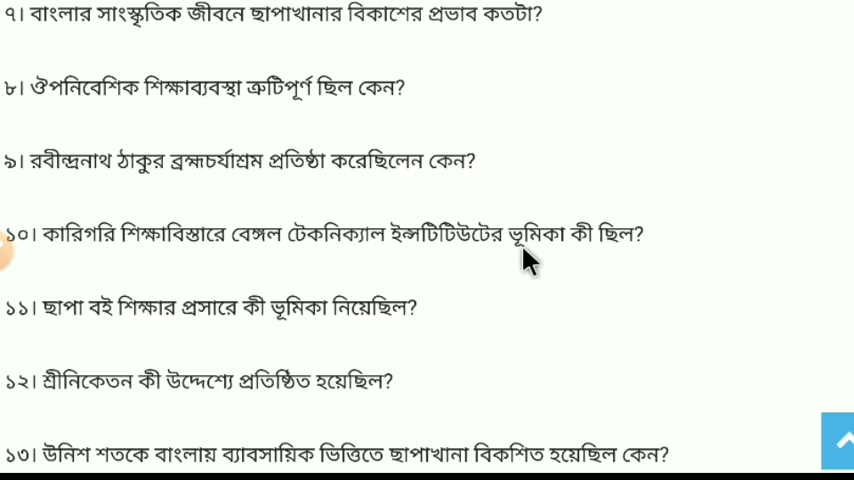 ৭। বাংলার সাংস্কৃতিক জীবনে ছাপাখানার বিকাশের প্রভাব কতটা?
৮। ঔপনিবেশিক শিক্ষাব্যবস্থা ত্রুটিপূর্ণ ছিল কেন?
৯। রবীন্দ্রনাথ ঠাকুর ব্রহ্মচর্যাশ্রম প্রতিষ্ঠা করেছিলেন কেন?
১০। কারিগরি শিক্ষাবিস্তারে বেঙ্গল টেকনিক্যাল ইন্সটিটিউটের ভূমিকা কী ছিল?
১১। ছাপা বই শিক্ষার প্রসারে কী ভূমিকা নিয়েছিল?
১২। শ্রীনিকেতন কী উদ্দেশ্যে প্রতিষ্ঠিত হয়েছিল?
১৩। উনিশ শতকে বাংলায় ব্যাবসায়িক ভিত্তিতে ছাপাখানা বিকশিত হয়েছিল কেন?